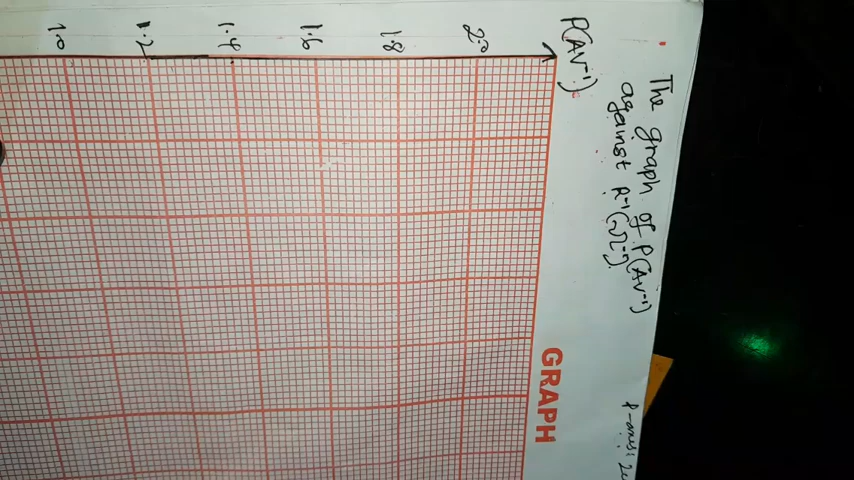 The graph of P(AV⁻¹)
against R⁻¹(Ω⁻¹).
P(AV⁻¹)
GRAPH
2.0
1.8
1.6
1.4
1.2
1.0